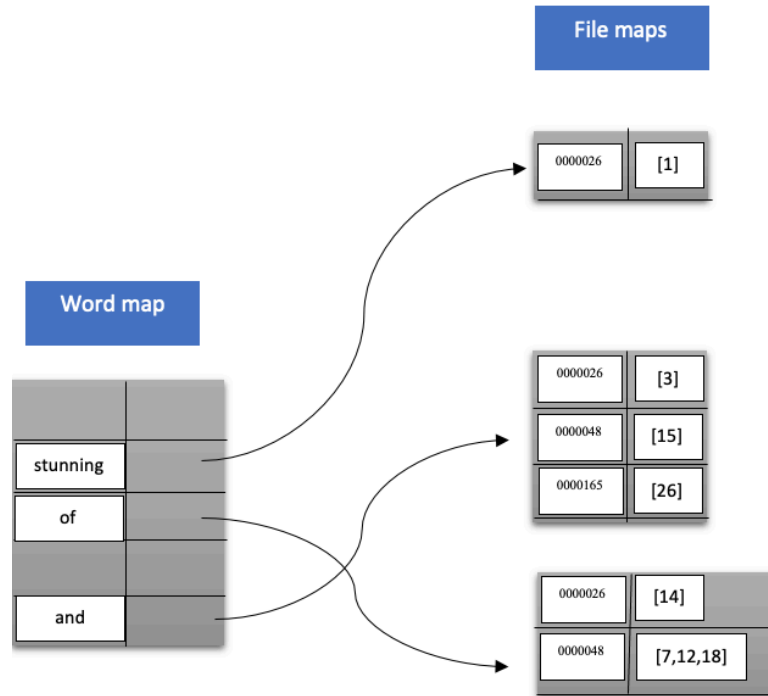 File maps
0000026 [1]
Word map
0000026 [3]
0000048 [15]
0000165 [26]
stunning
of
and
0000026 [14]
0000048 [7,12,18]